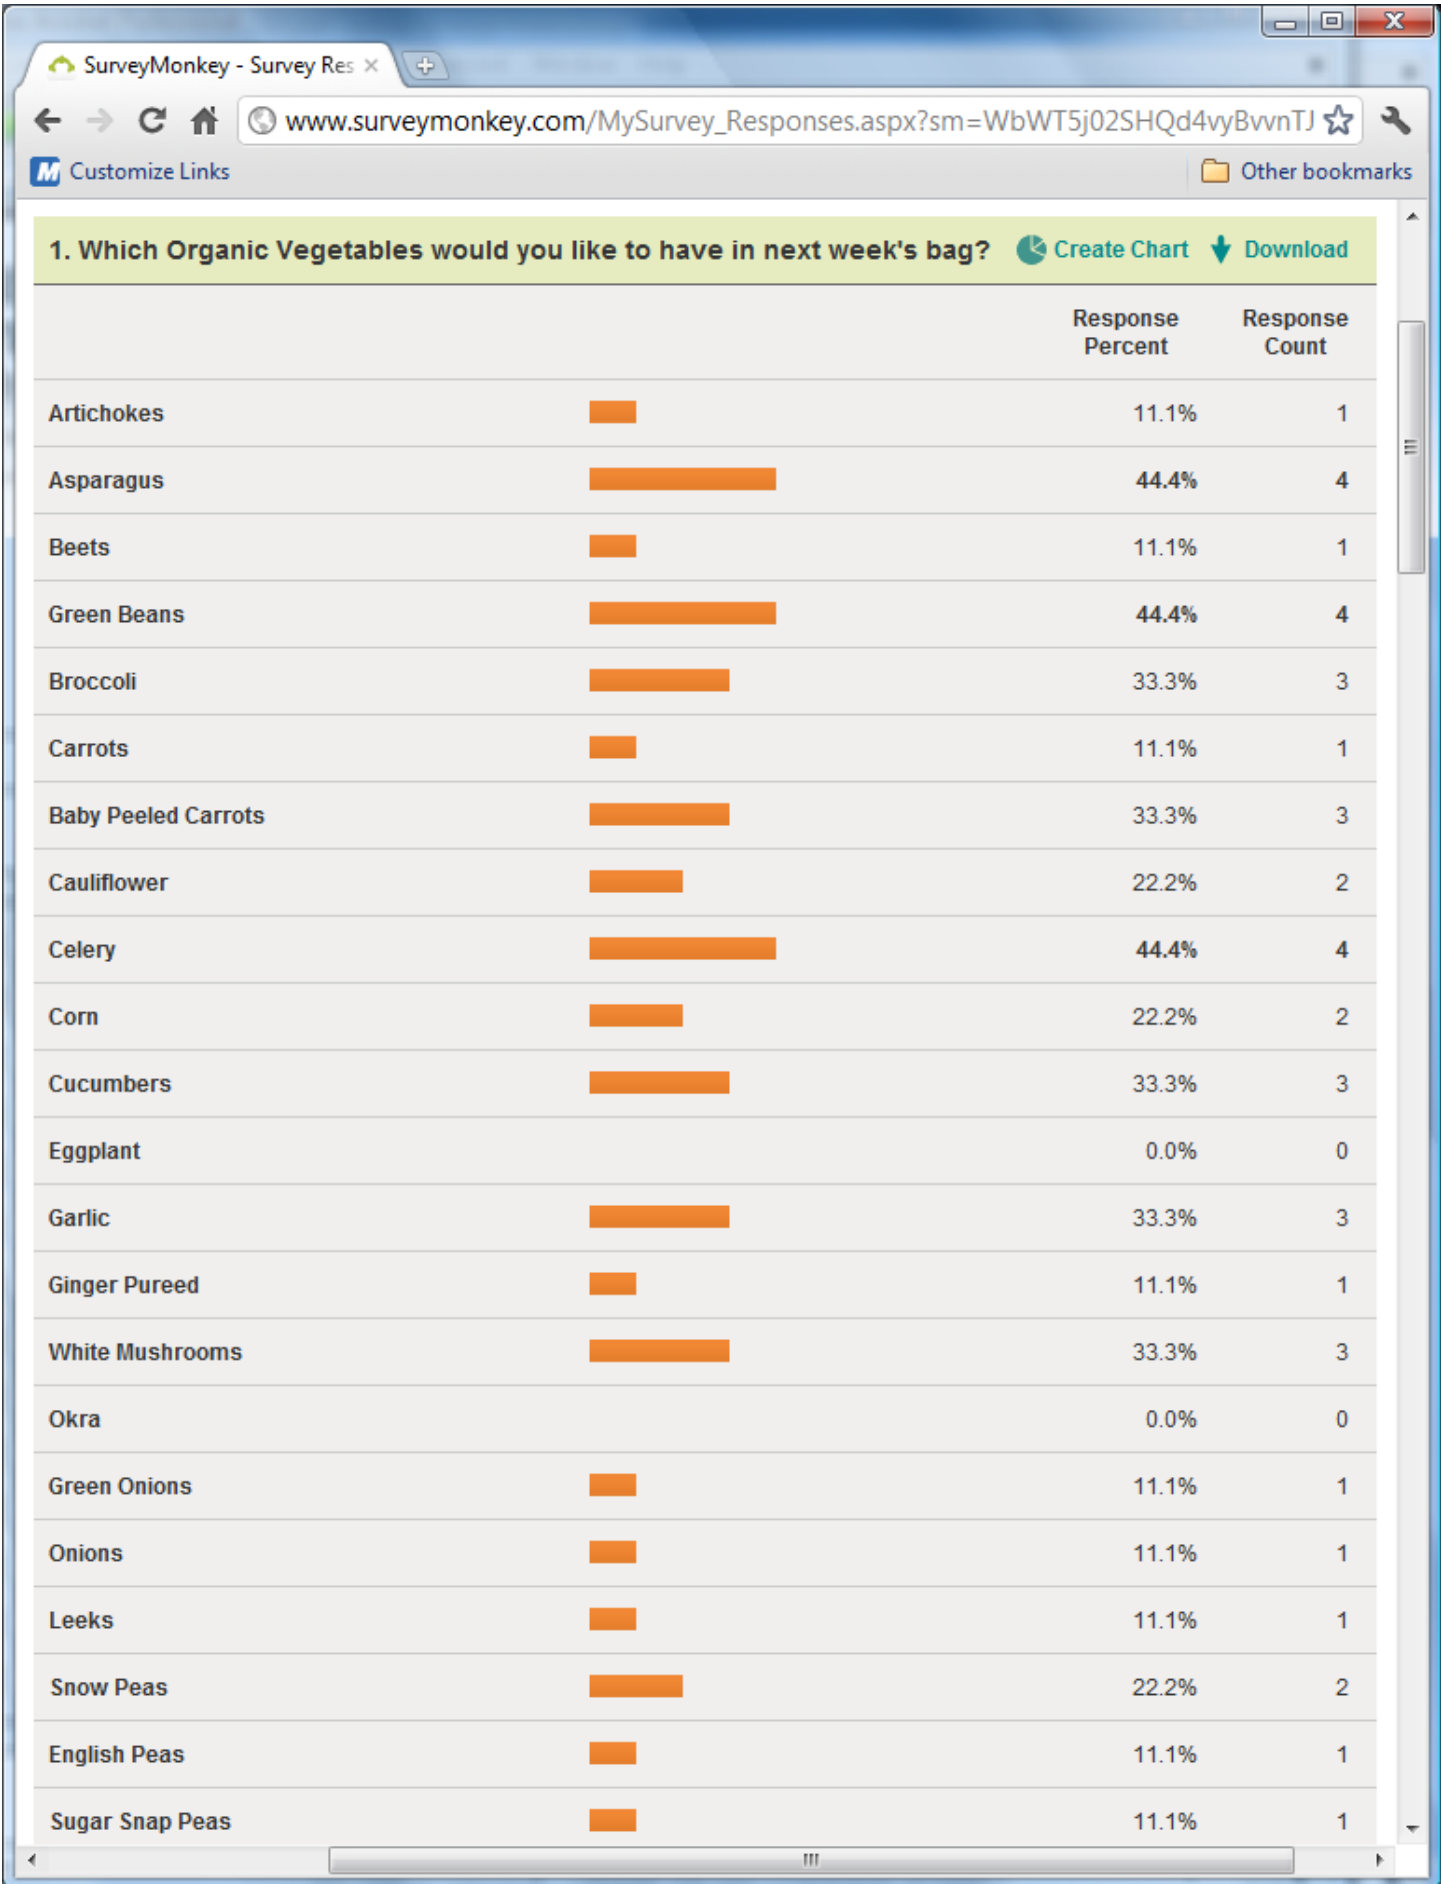 SurveyMonkey - Survey Res
www.surveymonkey.com/MySurvey_Responses.aspx?sm=WbWT5j02SHQd4vyBvvnTJ
Customize Links Other bookmarks
1. Which Organic Vegetables would you like to have in next week's bag? Create Chart Download
Response Percent Response Count
Artichokes 11.1% 1
Asparagus 44.4% 4
Beets 11.1% 1
Green Beans 44.4% 4
Broccoli 33.3% 3
Carrots 11.1% 1
Baby Peeled Carrots 33.3% 3
Cauliflower 22.2% 2
Celery 44.4% 4
Corn 22.2% 2
Cucumbers 33.3% 3
Eggplant 0.0% 0
Garlic 33.3% 3
Ginger Pureed 11.1% 1
White Mushrooms 33.3% 3
Okra 0.0% 0
Green Onions 11.1% 1
Onions 11.1% 1
Leeks 11.1% 1
Snow Peas 22.2% 2
English Peas 11.1% 1
Sugar Snap Peas 11.1% 1